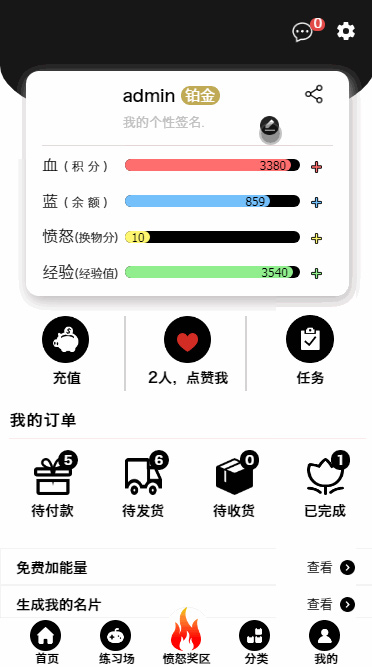 0
admin 铂金
我的个性签名.
血(积分) 3380
蓝(余额) 859
愤怒(换物分) 10
经验(经验值) 3540
充值 2人，点赞我 任务
我的订单
5 6 0 1
待付款 待发货 待收货 已完成
免费加能量 查看
生成我的名片 查看
首页 练习场 愤怒奖区 分类 我的